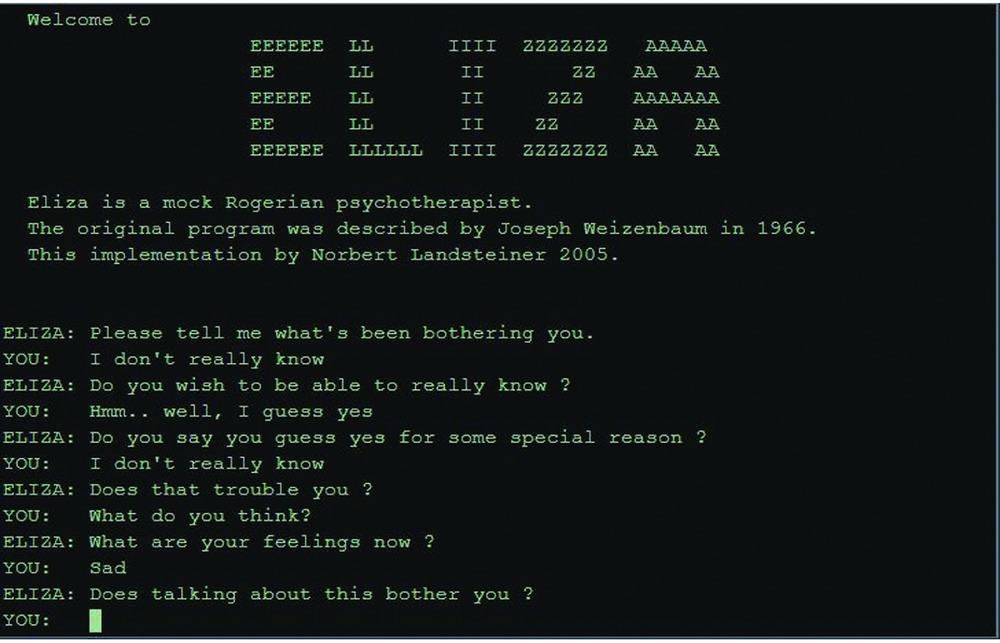 Welcome to
EEEEEE LL IIII ZZZZZZZ AAAAA
EE LL II ZZ AA AA
EEEEE LL II ZZZ AAAAAAA
EE LL II ZZ AA AA
EEEEEE LLLLLL IIII ZZZZZZZ AA AA
Eliza is a mock Rogerian psychotherapist.
The original program was described by Joseph Weizenbaum in 1966.
This implementation by Norbert Landsteiner 2005.
ELIZA: Please tell me what's been bothering you.
YOU: I don't really know
ELIZA: Do you wish to be able to really know ?
YOU: Hmm.. well, I guess yes
ELIZA: Do you say you guess yes for some special reason ?
YOU: I don't really know
ELIZA: Does that trouble you ?
YOU: What do you think?
ELIZA: What are your feelings now ?
YOU: Sad
ELIZA: Does talking about this bother you ?
YOU: